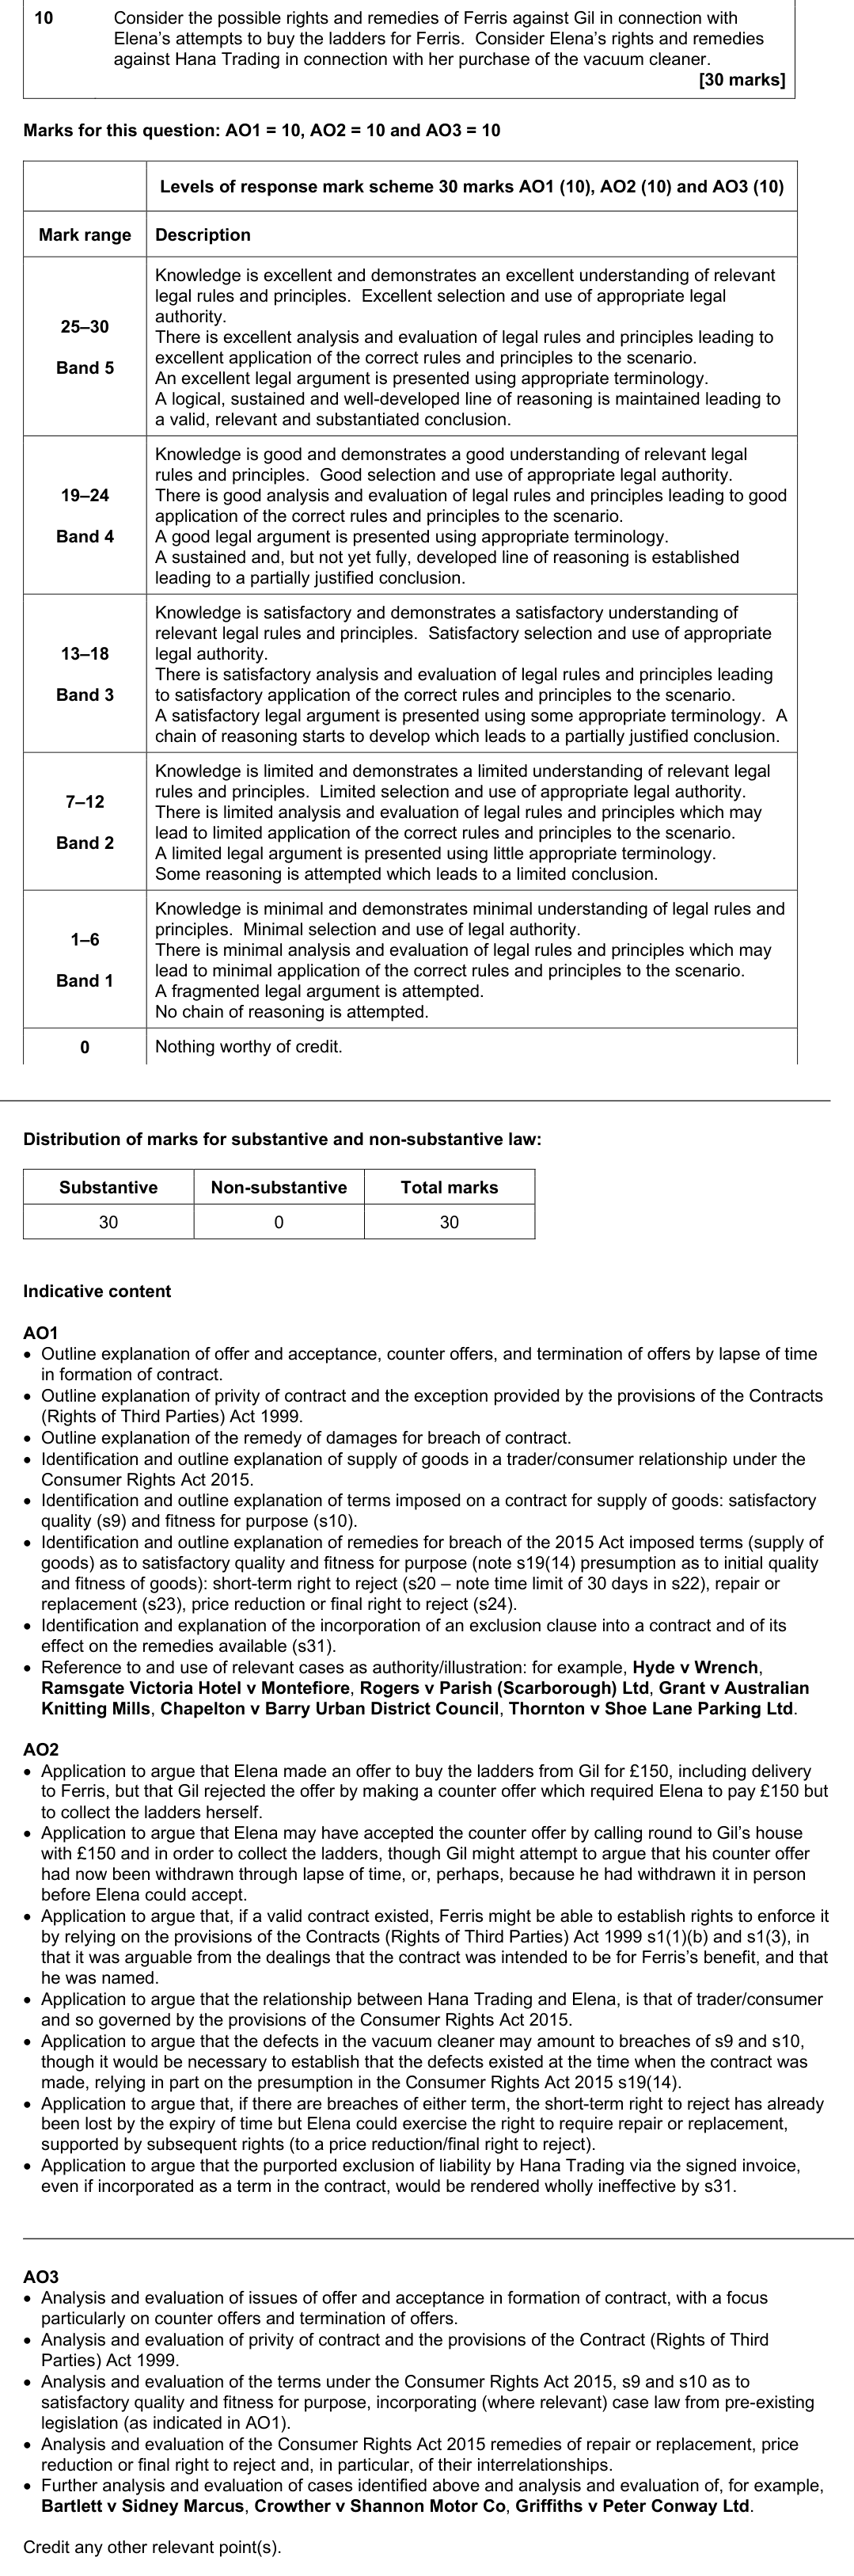 10 Consider the possible rights and remedies of Ferris against Gil in connection with
Elena’s attempts to buy the ladders for Ferris. Consider Elena’s rights and remedies
against Hana Trading in connection with her purchase of the vacuum cleaner.
[30 marks]
Marks for this question: AO1 = 10, AO2 = 10 and AO3 = 10
Levels of response mark scheme 30 marks AO1 (10), AO2 (10) and AO3 (10)
Mark range Description
25–30
Band 5
Knowledge is excellent and demonstrates an excellent understanding of relevant
legal rules and principles. Excellent selection and use of appropriate legal
authority.
There is excellent analysis and evaluation of legal rules and principles leading to
excellent application of the correct rules and principles to the scenario.
An excellent legal argument is presented using appropriate terminology.
A logical, sustained and well-developed line of reasoning is maintained leading to
a valid, relevant and substantiated conclusion.
19–24
Band 4
Knowledge is good and demonstrates a good understanding of relevant legal
rules and principles. Good selection and use of appropriate legal authority.
There is good analysis and evaluation of legal rules and principles leading to good
application of the correct rules and principles to the scenario.
A good legal argument is presented using appropriate terminology.
A sustained and, but not yet fully, developed line of reasoning is established
leading to a partially justified conclusion.
13–18
Band 3
Knowledge is satisfactory and demonstrates a satisfactory understanding of
relevant legal rules and principles. Satisfactory selection and use of appropriate
legal authority.
There is satisfactory analysis and evaluation of legal rules and principles leading
to satisfactory application of the correct rules and principles to the scenario.
A satisfactory legal argument is presented using some appropriate terminology. A
chain of reasoning starts to develop which leads to a partially justified conclusion.
7–12
Band 2
Knowledge is limited and demonstrates a limited understanding of relevant legal
rules and principles. Limited selection and use of appropriate legal authority.
There is limited analysis and evaluation of legal rules and principles which may
lead to limited application of the correct rules and principles to the scenario.
A limited legal argument is presented using little appropriate terminology.
Some reasoning is attempted which leads to a limited conclusion.
1–6
Band 1
Knowledge is minimal and demonstrates minimal understanding of legal rules and
principles. Minimal selection and use of legal authority.
There is minimal analysis and evaluation of legal rules and principles which may
lead to minimal application of the correct rules and principles to the scenario.
A fragmented legal argument is attempted.
No chain of reasoning is attempted.
0 Nothing worthy of credit.
Distribution of marks for substantive and non-substantive law:
Substantive Non-substantive Total marks
30 0 30
Indicative content
AO1
• Outline explanation of offer and acceptance, counter offers, and termination of offers by lapse of time
in formation of contract.
• Outline explanation of privity of contract and the exception provided by the provisions of the Contracts
(Rights of Third Parties) Act 1999.
• Outline explanation of the remedy of damages for breach of contract.
• Identification and outline explanation of supply of goods in a trader/consumer relationship under the
Consumer Rights Act 2015.
• Identification and outline explanation of terms imposed on a contract for supply of goods: satisfactory
quality (s9) and fitness for purpose (s10).
• Identification and outline explanation of remedies for breach of the 2015 Act imposed terms (supply of
goods) as to satisfactory quality and fitness for purpose (note s19(14) presumption as to initial quality
and fitness of goods): short-term right to reject (s20 – note time limit of 30 days in s22), repair or
replacement (s23), price reduction or final right to reject (s24).
• Identification and explanation of the incorporation of an exclusion clause into a contract and of its
effect on the remedies available (s31).
• Reference to and use of relevant cases as authority/illustration: for example, Hyde v Wrench,
Ramsgate Victoria Hotel v Montefiore, Rogers v Parish (Scarborough) Ltd, Grant v Australian
Knitting Mills, Chapelton v Barry Urban District Council, Thornton v Shoe Lane Parking Ltd.
AO2
• Application to argue that Elena made an offer to buy the ladders from Gil for £150, including delivery
to Ferris, but that Gil rejected the offer by making a counter offer which required Elena to pay £150 but
to collect the ladders herself.
• Application to argue that Elena may have accepted the counter offer by calling round to Gil’s house
with £150 and in order to collect the ladders, though Gil might attempt to argue that his counter offer
had now been withdrawn through lapse of time, or, perhaps, because he had withdrawn it in person
before Elena could accept.
• Application to argue that, if a valid contract existed, Ferris might be able to establish rights to enforce it
by relying on the provisions of the Contracts (Rights of Third Parties) Act 1999 s1(1)(b) and s1(3), in
that it was arguable from the dealings that the contract was intended to be for Ferris’s benefit, and that
he was named.
• Application to argue that the relationship between Hana Trading and Elena, is that of trader/consumer
and so governed by the provisions of the Consumer Rights Act 2015.
• Application to argue that the defects in the vacuum cleaner may amount to breaches of s9 and s10,
though it would be necessary to establish that the defects existed at the time when the contract was
made, relying in part on the presumption in the Consumer Rights Act 2015 s19(14).
• Application to argue that, if there are breaches of either term, the short-term right to reject has already
been lost by the expiry of time but Elena could exercise the right to require repair or replacement,
supported by subsequent rights (to a price reduction/final right to reject).
• Application to argue that the purported exclusion of liability by Hana Trading via the signed invoice,
even if incorporated as a term in the contract, would be rendered wholly ineffective by s31.
AO3
• Analysis and evaluation of issues of offer and acceptance in formation of contract, with a focus
particularly on counter offers and termination of offers.
• Analysis and evaluation of privity of contract and the provisions of the Contract (Rights of Third
Parties) Act 1999.
• Analysis and evaluation of the terms under the Consumer Rights Act 2015, s9 and s10 as to
satisfactory quality and fitness for purpose, incorporating (where relevant) case law from pre-existing
legislation (as indicated in AO1).
• Analysis and evaluation of the Consumer Rights Act 2015 remedies of repair or replacement, price
reduction or final right to reject and, in particular, of their interrelationships.
• Further analysis and evaluation of cases identified above and analysis and evaluation of, for example,
Bartlett v Sidney Marcus, Crowther v Shannon Motor Co, Griffiths v Peter Conway Ltd.
Credit any other relevant point(s).